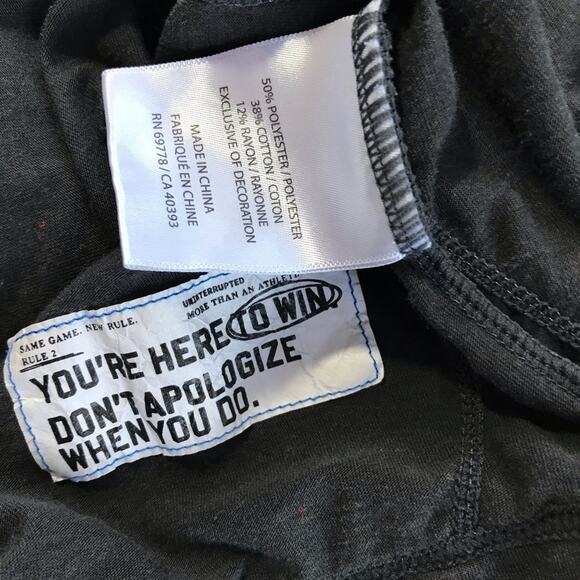 50% POLYESTER / POLYESTER
38% COTTON / COTON
12% RAYON / RAYONNE
EXCLUSIVE OF DECORATION
MADE IN CHINA
FABRIQUÉ EN CHINE
RN 69778 / CA 40393
UNINTERRUPTED
MORE THAN AN ATHLETE
SAME GAME. NEW RULE.
RULE 2
YOU'RE HERE TO WIN.
DON'T APOLOGIZE
WHEN YOU DO.